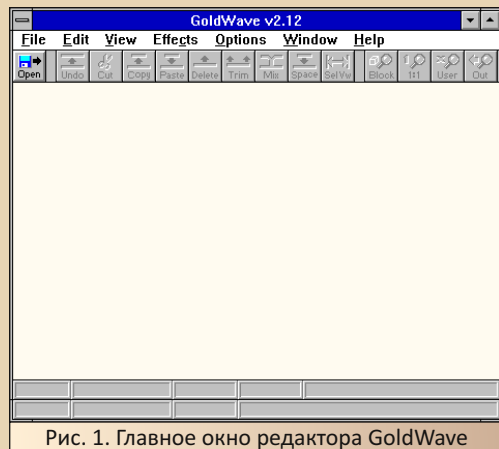 GoldWave v2.12
File Edit View Effects Options Window Help
Open Undo Cut Copy Paste Delete Trim Mix Space SelVw Block 1:1 User Out
Рис. 1. Главное окно редактора GoldWave